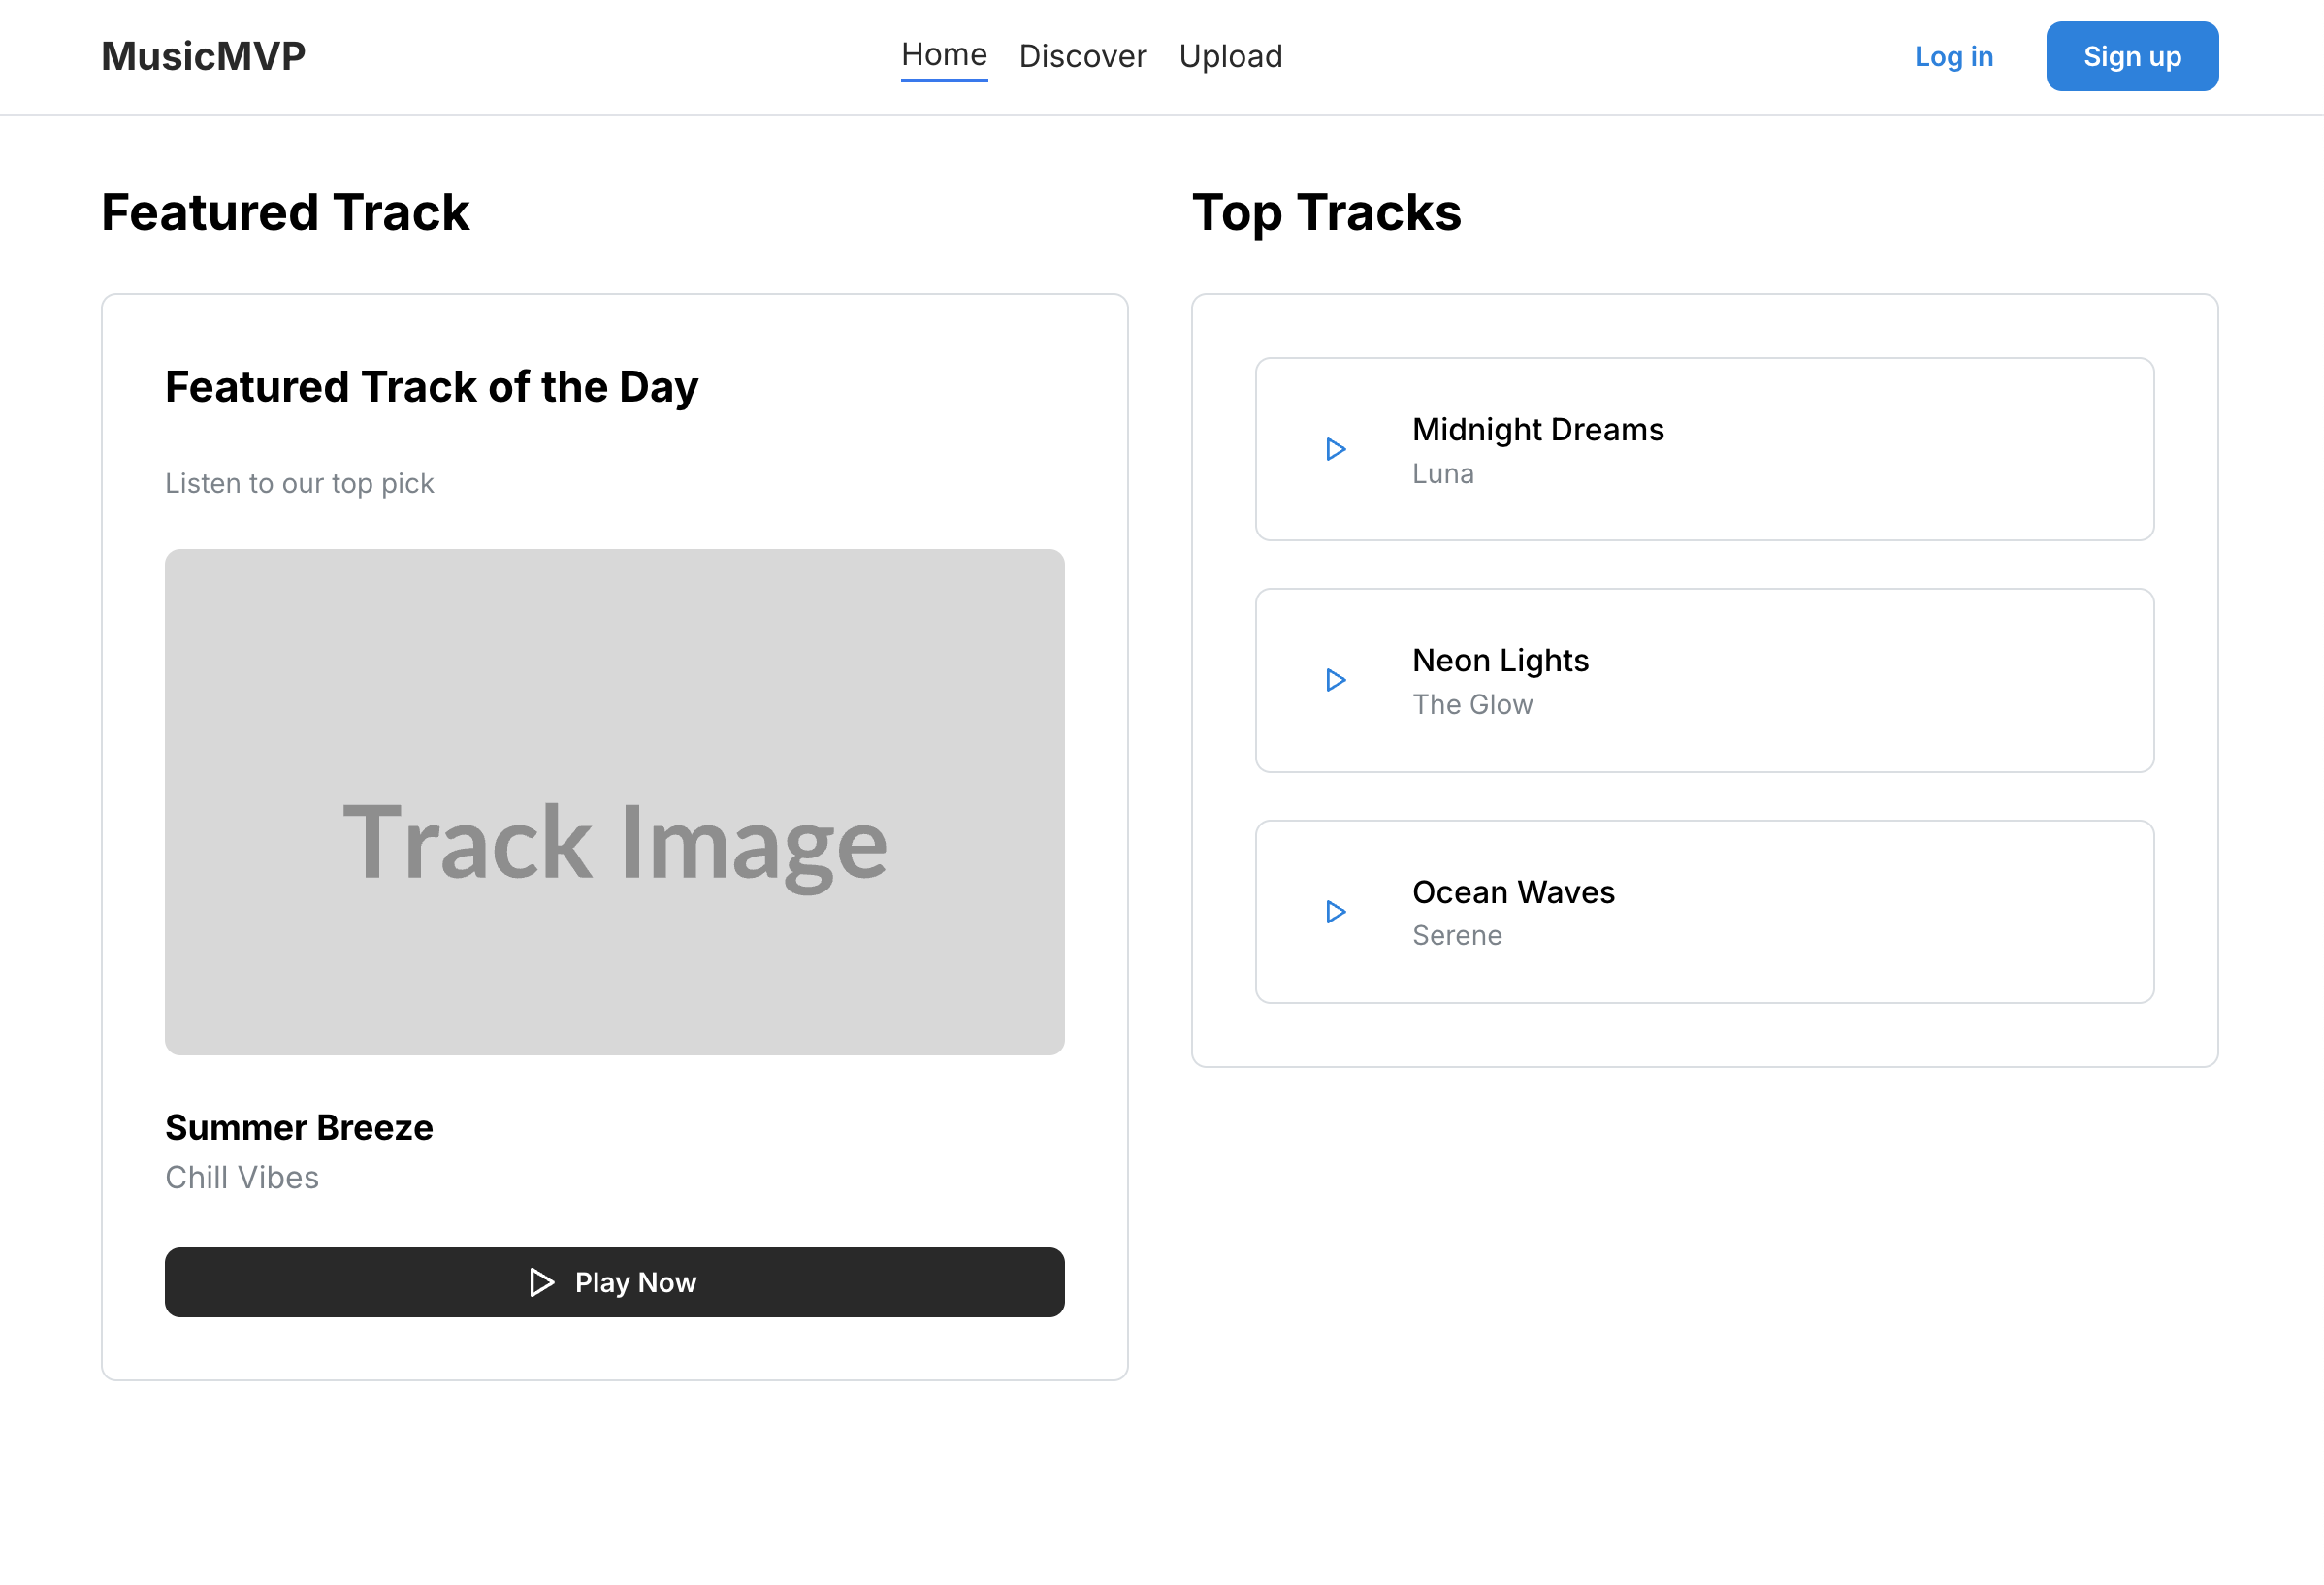 MusicMVP
Home Discover Upload
Log in
Sign up
Featured Track
Featured Track of the Day
Listen to our top pick
Track Image
Summer Breeze
Chill Vibes
Play Now
Top Tracks
Midnight Dreams
Luna
Neon Lights
The Glow
Ocean Waves
Serene